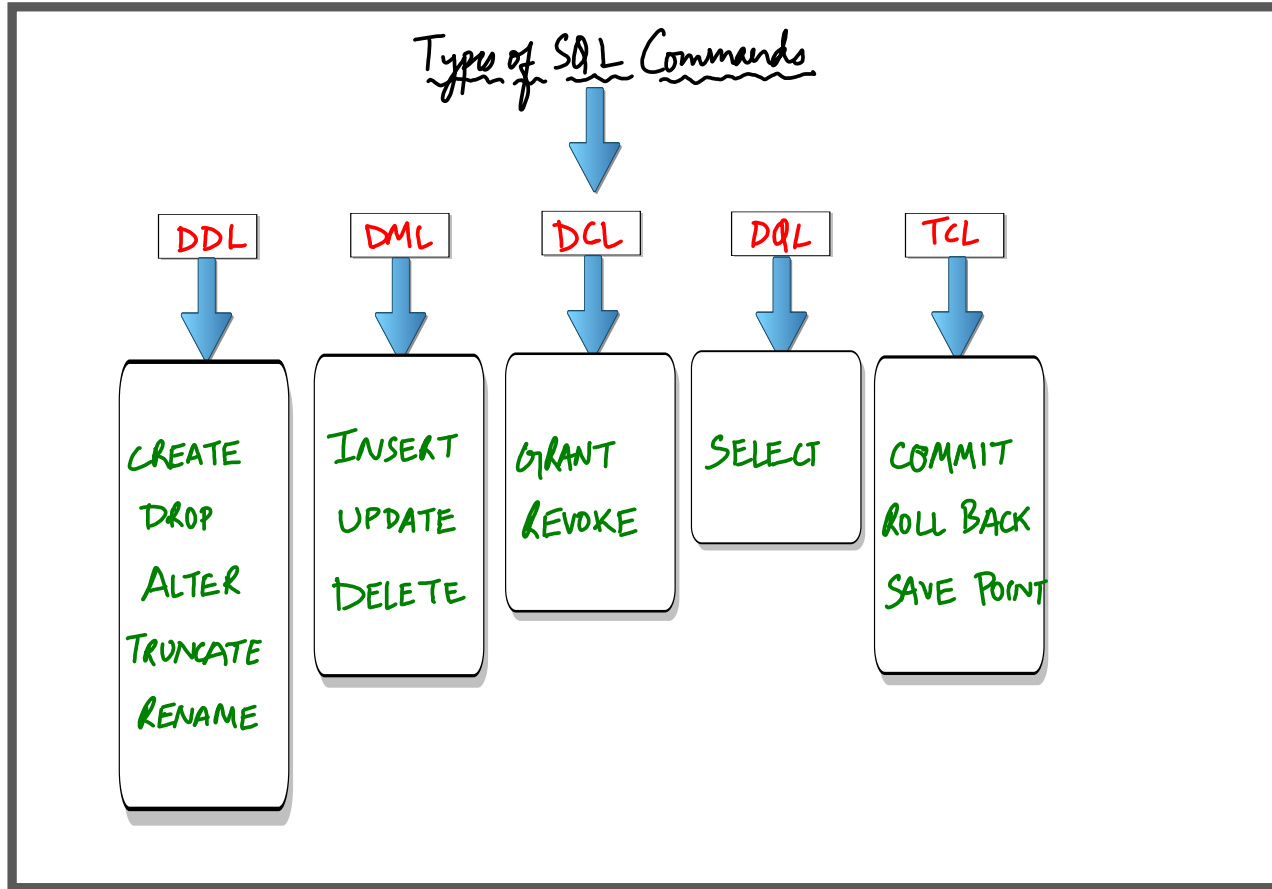 Types of SQL Commands
DDL
DML
DCL
DQL
TCL
CREATE
DROP
ALTER
TRUNCATE
RENAME
INSERT
UPDATE
DELETE
GRANT
REVOKE
SELECT
COMMIT
ROLL BACK
SAVE POINT